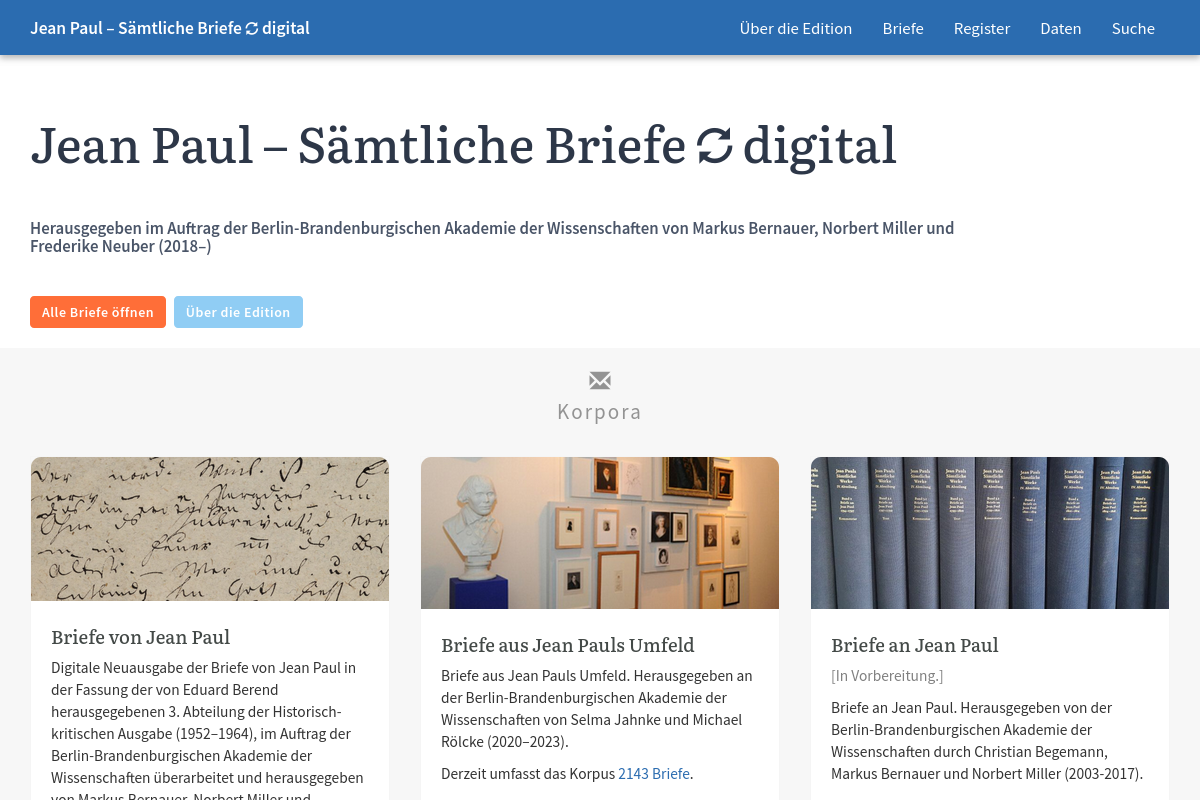 Jean Paul – Sämtliche Briefe digital
Über die Edition
Briefe
Register
Daten
Suche
Jean Paul – Sämtliche Briefe digital
Herausgegeben im Auftrag der Berlin-Brandenburgischen Akademie der Wissenschaften von Markus Bernauer, Norbert Miller und
Frederike Neuber (2018–)
Alle Briefe öffnen
Über die Edition
Korpora
Briefe von Jean Paul
Digitale Neuausgabe der Briefe von Jean Paul in
der Fassung der von Eduard Berend
herausgegebenen 3. Abteilung der Historisch-
kritischen Ausgabe (1952–1964), im Auftrag der
Berlin-Brandenburgischen Akademie der
Wissenschaften überarbeitet und herausgegeben
von Markus Bernauer, Norbert Miller und
Briefe aus Jean Pauls Umfeld
Briefe aus Jean Pauls Umfeld. Herausgegeben an
der Berlin-Brandenburgischen Akademie der
Wissenschaften von Selma Jahnke und Michael
Rölcke (2020–2023).
Derzeit umfasst das Korpus 2143 Briefe.
Briefe an Jean Paul
[In Vorbereitung.]
Briefe an Jean Paul. Herausgegeben von der
Berlin-Brandenburgischen Akademie der
Wissenschaften durch Christian Begemann,
Markus Bernauer und Norbert Miller (2003-2017).